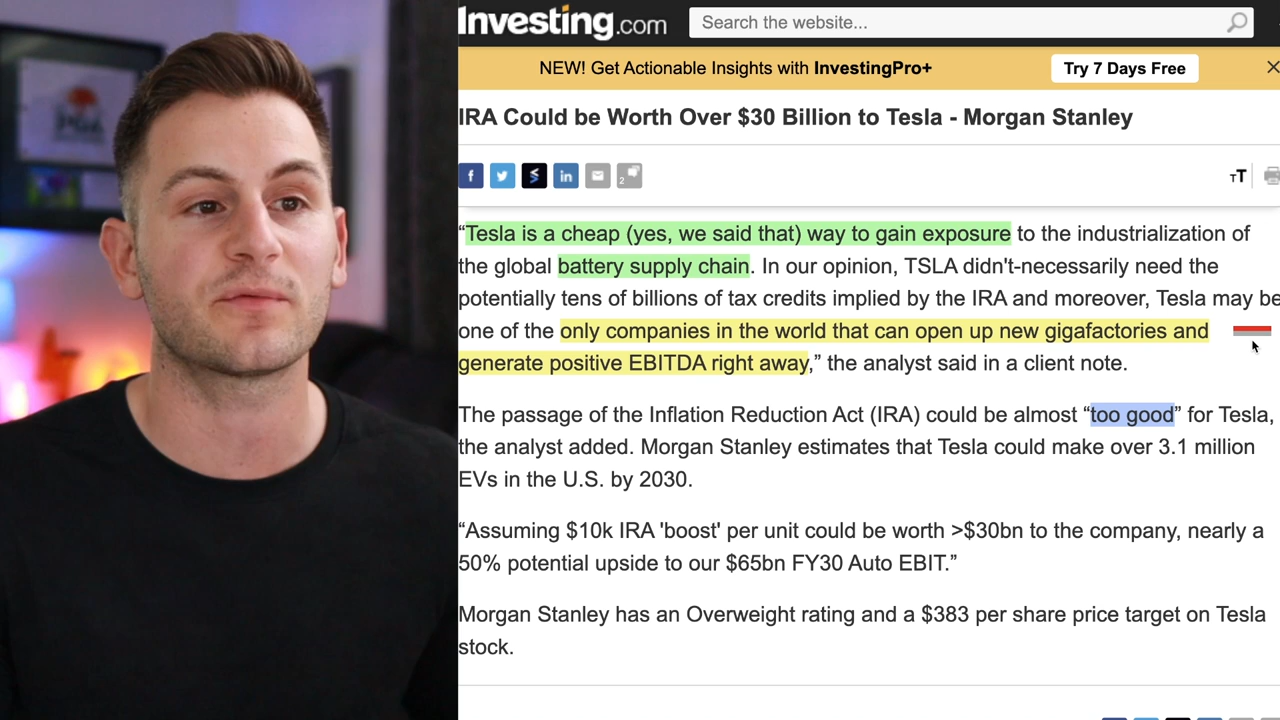 Investing.com
Search the website...
NEW! Get Actionable Insights with InvestingPro+
Try 7 Days Free
IRA Could be Worth Over $30 Billion to Tesla - Morgan Stanley
2
TT
“Tesla is a cheap (yes, we said that) way to gain exposure to the industrialization of
the global battery supply chain. In our opinion, TSLA didn't-necessarily need the
potentially tens of billions of tax credits implied by the IRA and moreover, Tesla may be
one of the only companies in the world that can open up new gigafactories and
generate positive EBITDA right away,” the analyst said in a client note.
The passage of the Inflation Reduction Act (IRA) could be almost “too good” for Tesla,
the analyst added. Morgan Stanley estimates that Tesla could make over 3.1 million
EVs in the U.S. by 2030.
“Assuming $10k IRA 'boost' per unit could be worth >$30bn to the company, nearly a
50% potential upside to our $65bn FY30 Auto EBIT.”
Morgan Stanley has an Overweight rating and a $383 per share price target on Tesla
stock.